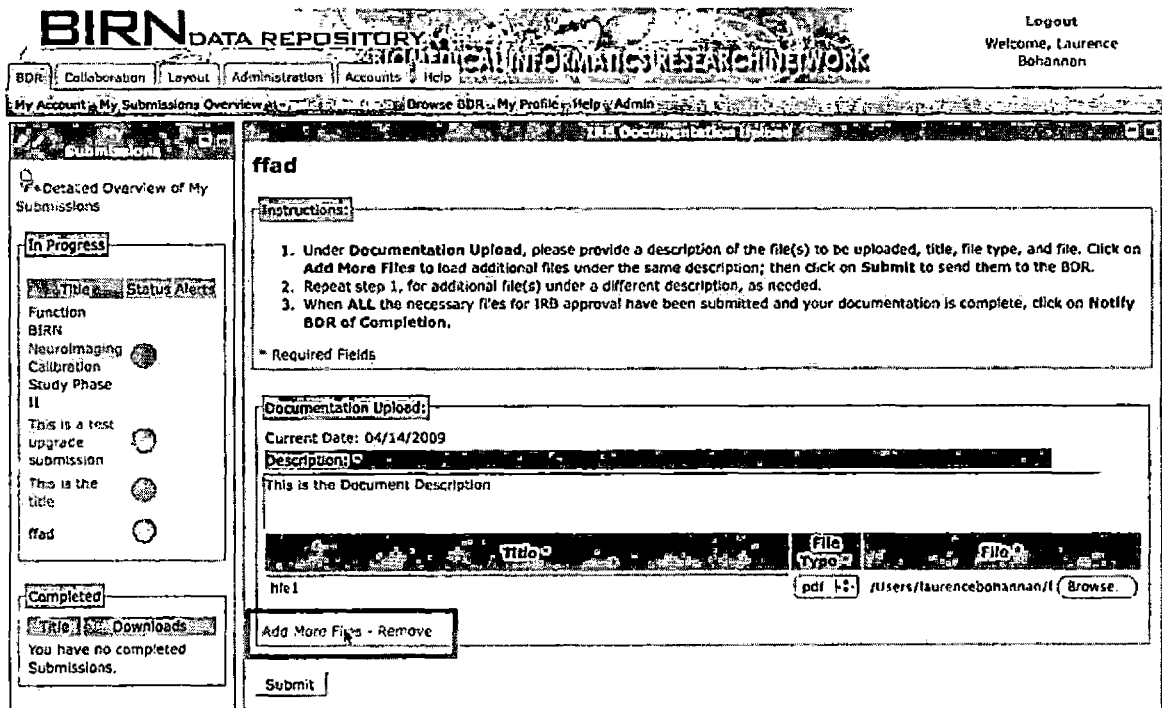 BIRN DATA REPOSITORY
BIOMEDICAL INFORMATICS RESEARCH NETWORK
Logout
Welcome, Laurence
Bohannon
BDR Collaboration Layout Administration Accounts Help
My Account My Submissions Overview Browse BDR My Profile Help Admin
Submissions
Detailed Overview of My
Submissions
In Progress
Title Status Alerts
Function
BIRN
Neuroimaging
Calibration
Study Phase
II
This is a test
upgrade
submission
This is the
title
ffad
Completed
Title Downloads
You have no completed
Submissions.
IRB Documentation Upload
ffad
Instructions:
1. Under Documentation Upload, please provide a description of the file(s) to be uploaded, title, file type, and file. Click on
Add More Files to load additional files under the same description; then click on Submit to send them to the BDR.
2. Repeat step 1, for additional file(s) under a different description, as needed.
3. When ALL the necessary files for IRB approval have been submitted and your documentation is complete, click on Notify
BDR of Completion.
* Required Fields
Documentation Upload:
Current Date: 04/14/2009
Description: *
This is the Document Description
Title * File Type * File *
pdf /Users/laurencebohannan/ Browse.
Add More Files - Remove
Submit